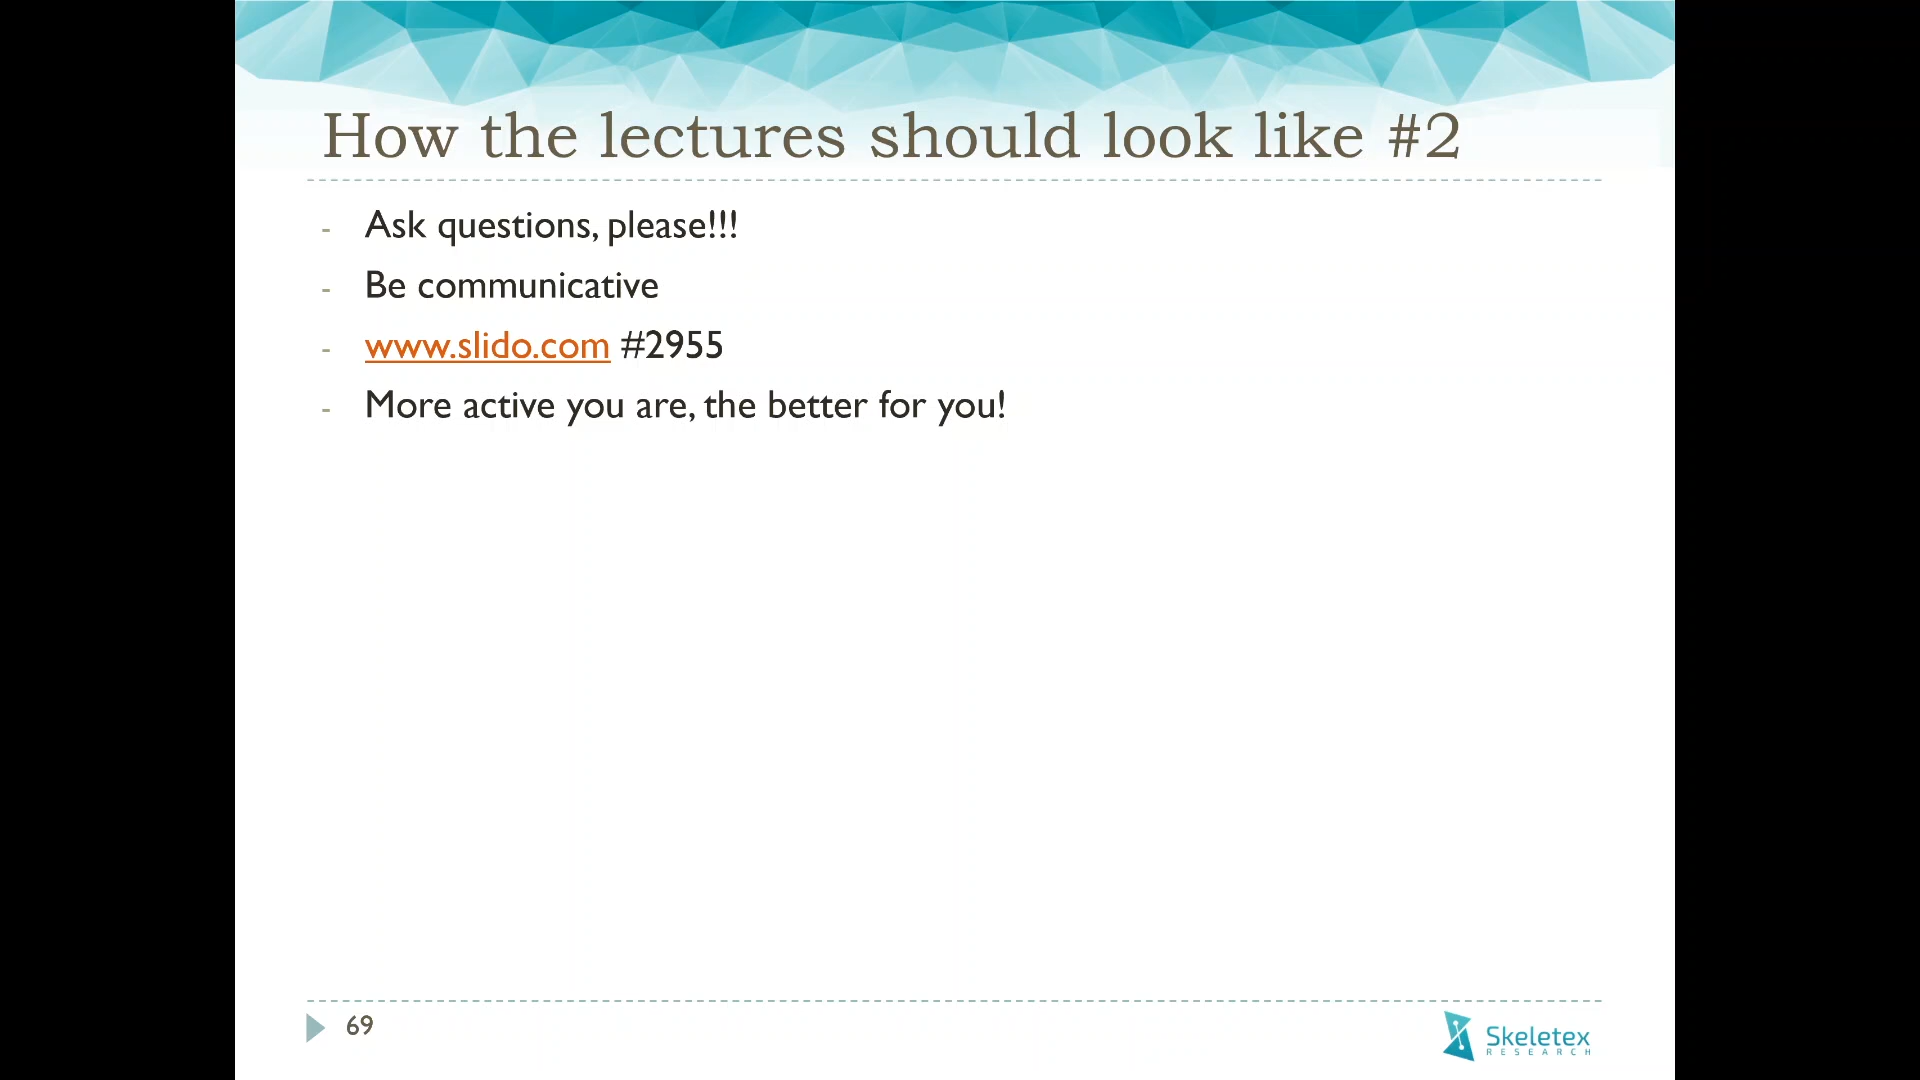 How the lectures should look like #2
- Ask questions, please!!!
- Be communicative
- www.slido.com #2955
- More active you are, the better for you!
69
Skeletex
RESEARCH